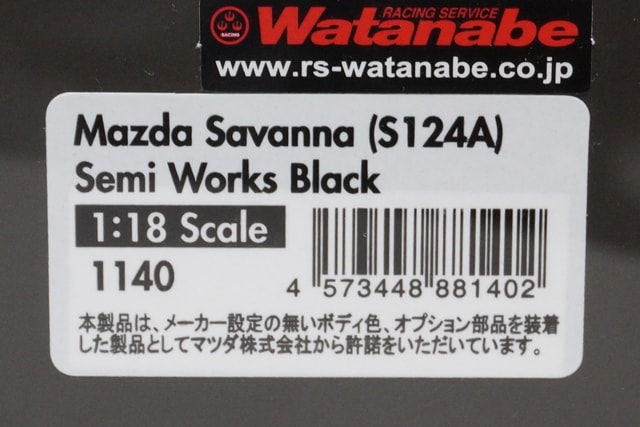 RACING SERVICE
Watanabe
RACING
www.rs-watanabe.co.jp
Mazda Savanna (S124A)
Semi Works Black
1:18 Scale
1140
4 573448 881402
本製品は、メーカー設定の無いボディ色、オプション部品を装着
した製品としてマツダ株式会社から許諾をいただいています。